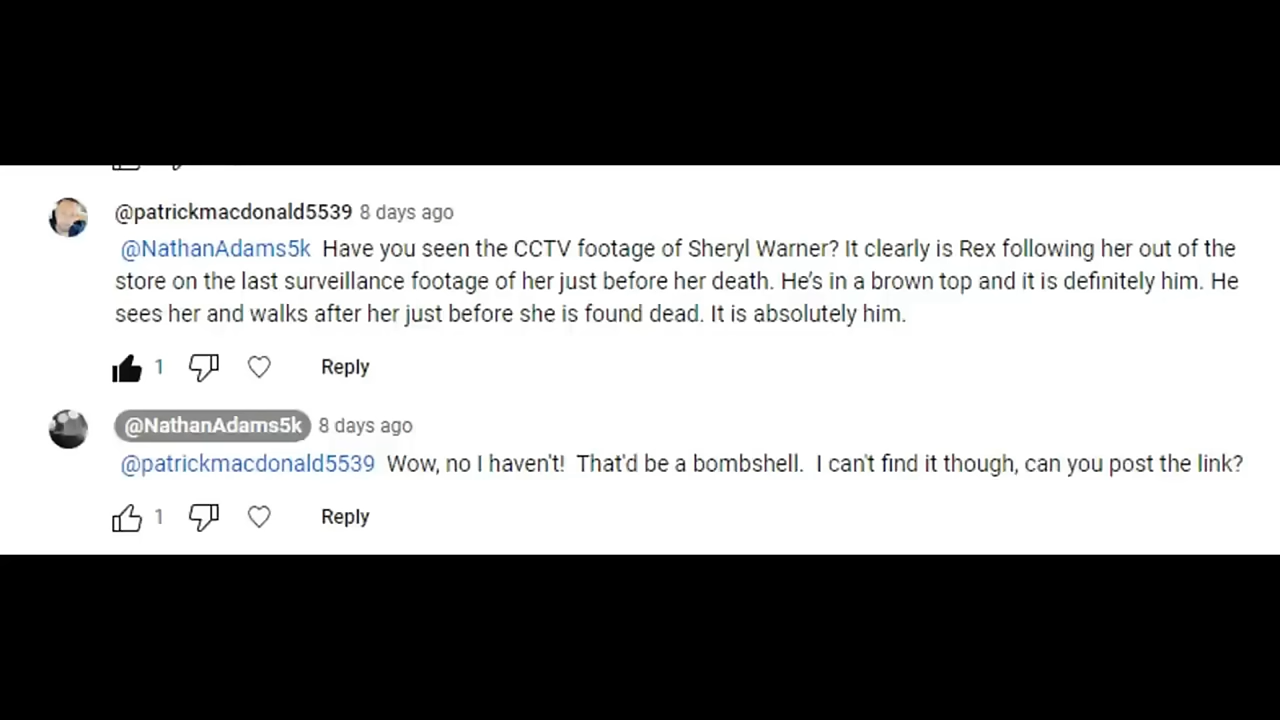 @patrickmacdonald5539 8 days ago
@NathanAdams5k Have you seen the CCTV footage of Sheryl Warner? It clearly is Rex following her out of the
store on the last surveillance footage of her just before her death. He’s in a brown top and it is definitely him. He
sees her and walks after her just before she is found dead. It is absolutely him.
1 Reply
@NathanAdams5k 8 days ago
@patrickmacdonald5539 Wow, no I haven't! That'd be a bombshell. I can't find it though, can you post the link?
1 Reply